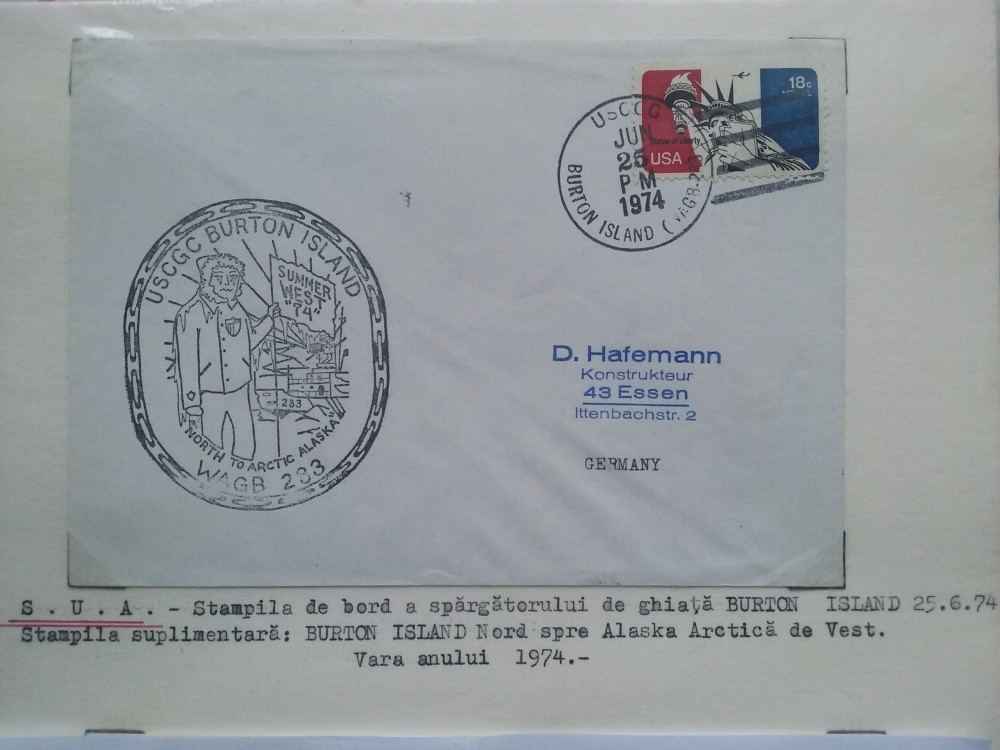 18c
Statue of Liberty
USA
USCGC
JUN
25
PM
1974
BURTON ISLAND (WAGB-283)
USCGC BURTON ISLAND
SUMMER
WEST
"74"
283
"NORTH TO ARCTIC ALASKA"
WAGB 283
D. Hafemann
Konstrukteur
43 Essen
Ittenbachstr. 2
GERMANY
S.U.A. - Stampila de bord a spărgătorului de ghiață BURTON ISLAND 25.6.74
Stampila suplimentară: BURTON ISLAND Nord spre Alaska Arctică de Vest.
Vara anului 1974.-